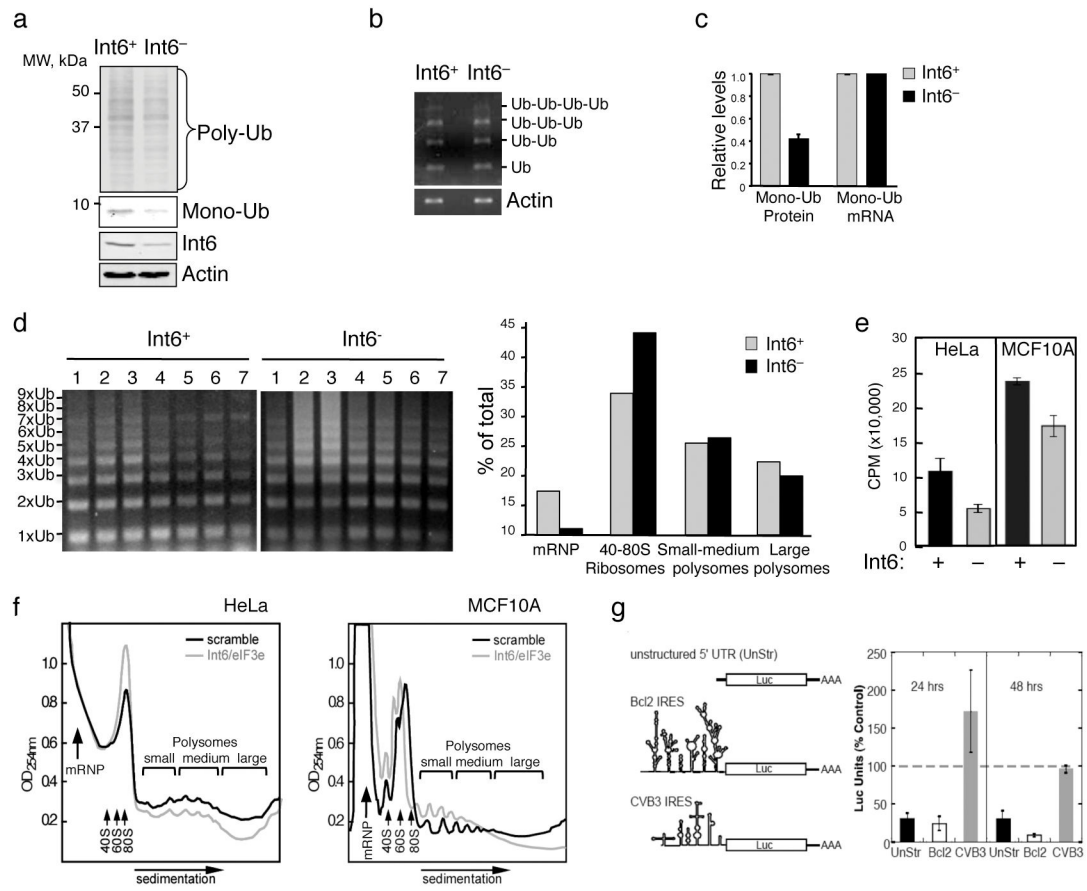 a
Int6+ Int6–
MW, kDa
50
37
10
Poly-Ub
Mono-Ub
Int6
Actin
b
Int6+ Int6–
Ub-Ub-Ub-Ub
Ub-Ub-Ub
Ub-Ub
Ub
Actin
c
Relative levels
1.0
0.8
0.6
0.4
0.2
0
Int6+
Int6–
Mono-Ub Mono-Ub
Protein mRNA
d
Int6+ Int6-
1 2 3 4 5 6 7 1 2 3 4 5 6 7
9xUb
8xUb
7xUb
6xUb
5xUb
4xUb
3xUb
2xUb
1xUb
% of total
45
40
35
30
25
20
15
10
Int6+
Int6–
mRNP 40-80S Small-medium Large
Ribosomes polysomes polysomes
e
HeLa MCF10A
CPM (x10,000)
30
25
20
15
10
5
0
Int6: + – + –
f
HeLa
scramble
Int6/eIF3e
OD254nm
1.0
0.8
0.6
0.4
0.2
mRNP
Polysomes
small medium large
40S
60S
80S
sedimentation
MCF10A
scramble
Int6/eIF3e
OD254nm
1.0
0.8
0.6
0.4
0.2
Polysomes
small medium large
mRNP
40S
60S
80S
sedimentation
g
unstructured 5' UTR (UnStr)
Luc AAA
Bcl2 IRES
Luc AAA
CVB3 IRES
Luc AAA
Luc Units (% Control)
250
200
150
100
50
0
24 hrs 48 hrs
UnStr Bcl2 CVB3 UnStr Bcl2 CVB3